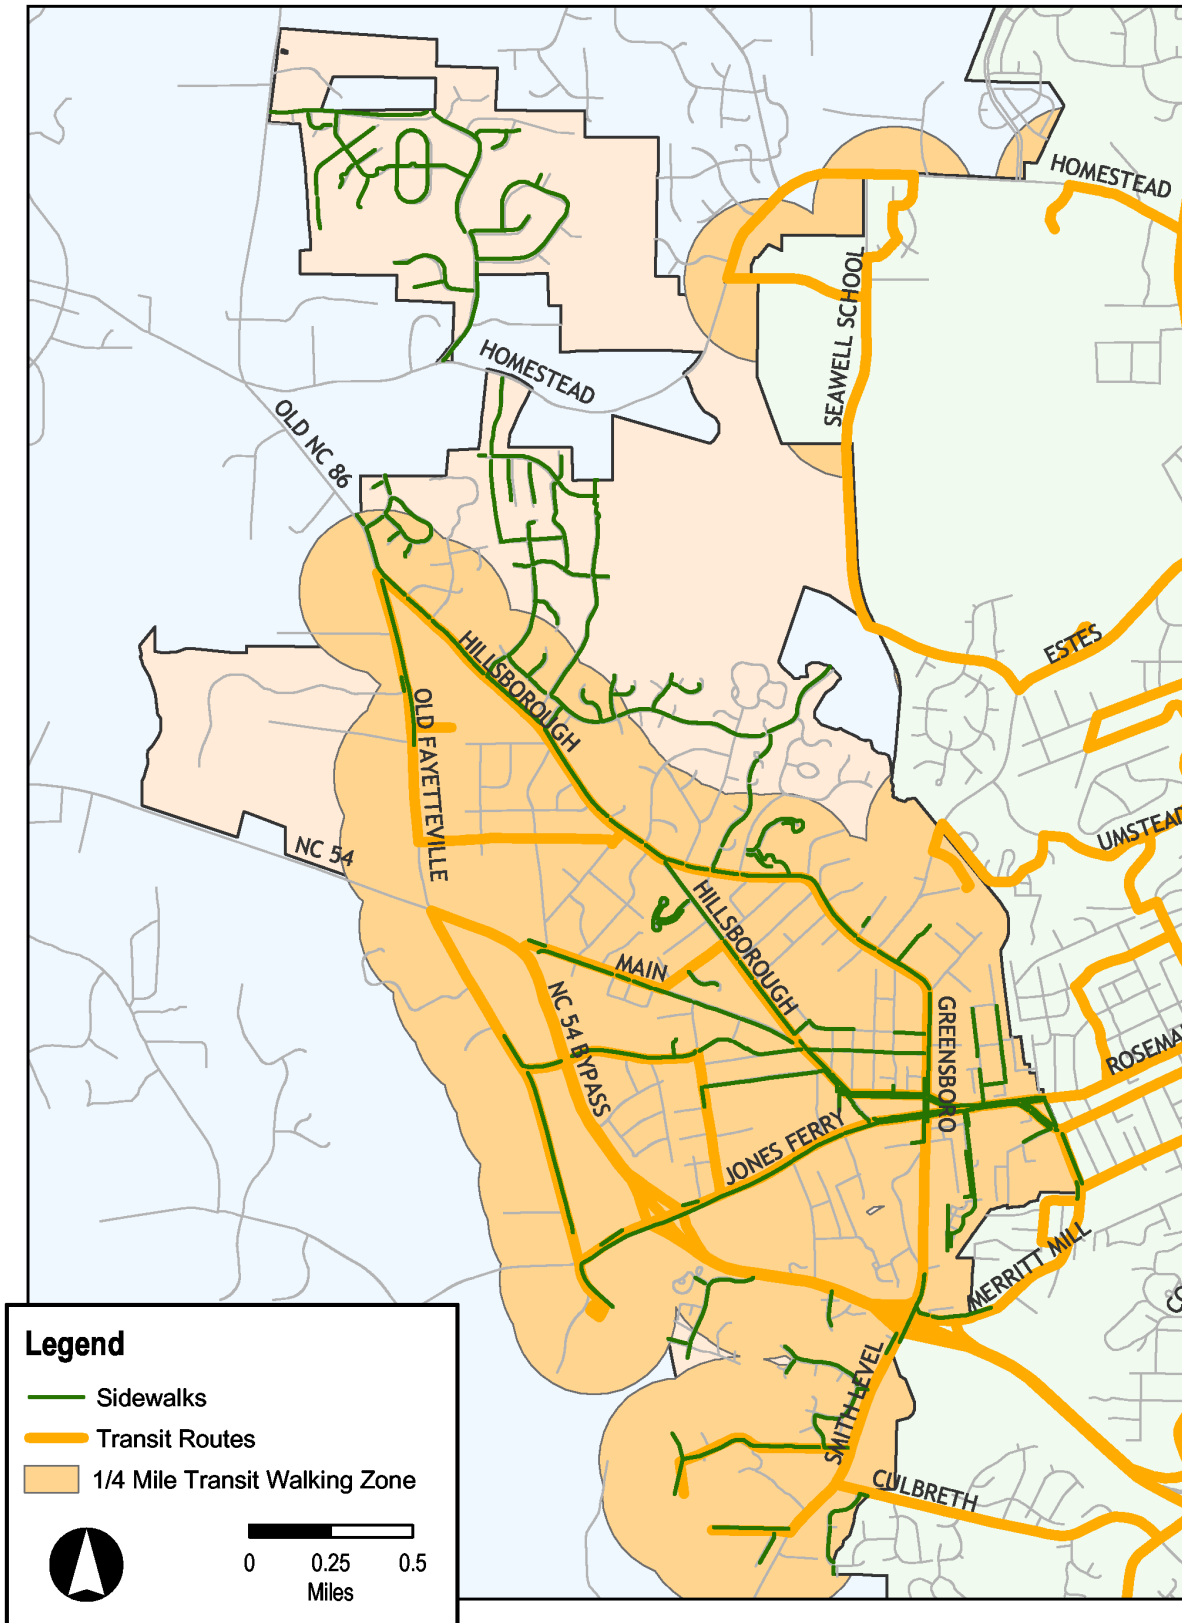 HOMESTEAD
SEAWELL SCHOOL
HOMESTEAD
OLD NC 86
ESTES
HILLSBOROUGH
OLD FAYETTEVILLE
UMSTEAD
NC 54
HILLSBOROUGH
MAIN
NC 54 BYPASS
GREENSBORO
JONES FERRY
MERRITT MILL
SMITH LEVEL
CULBRETH
Legend
Sidewalks
Transit Routes
1/4 Mile Transit Walking Zone
0 0.25 0.5
Miles